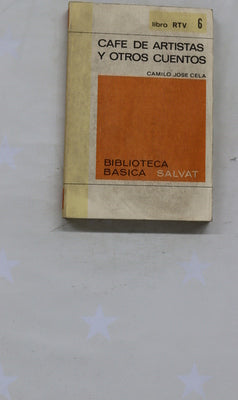 libro RTV 6
CAFE DE ARTISTAS
Y OTROS CUENTOS
CAMILO JOSE CELA
BIBLIOTECA
BASICA SALVAT